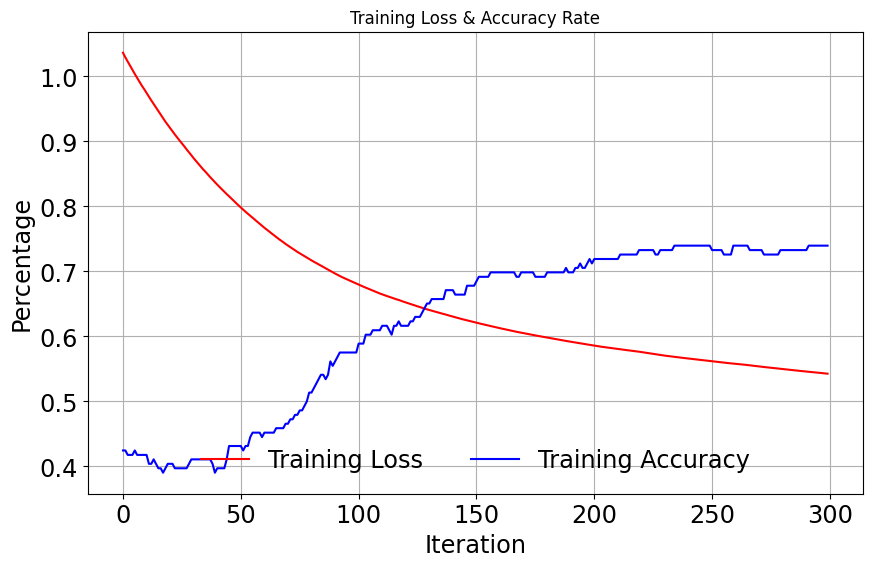 Training Loss & Accuracy Rate
Percentage
1.0
0.9
0.8
0.7
0.6
0.5
0.4
Training Loss
Training Accuracy
0 50 100 150 200 250 300
Iteration